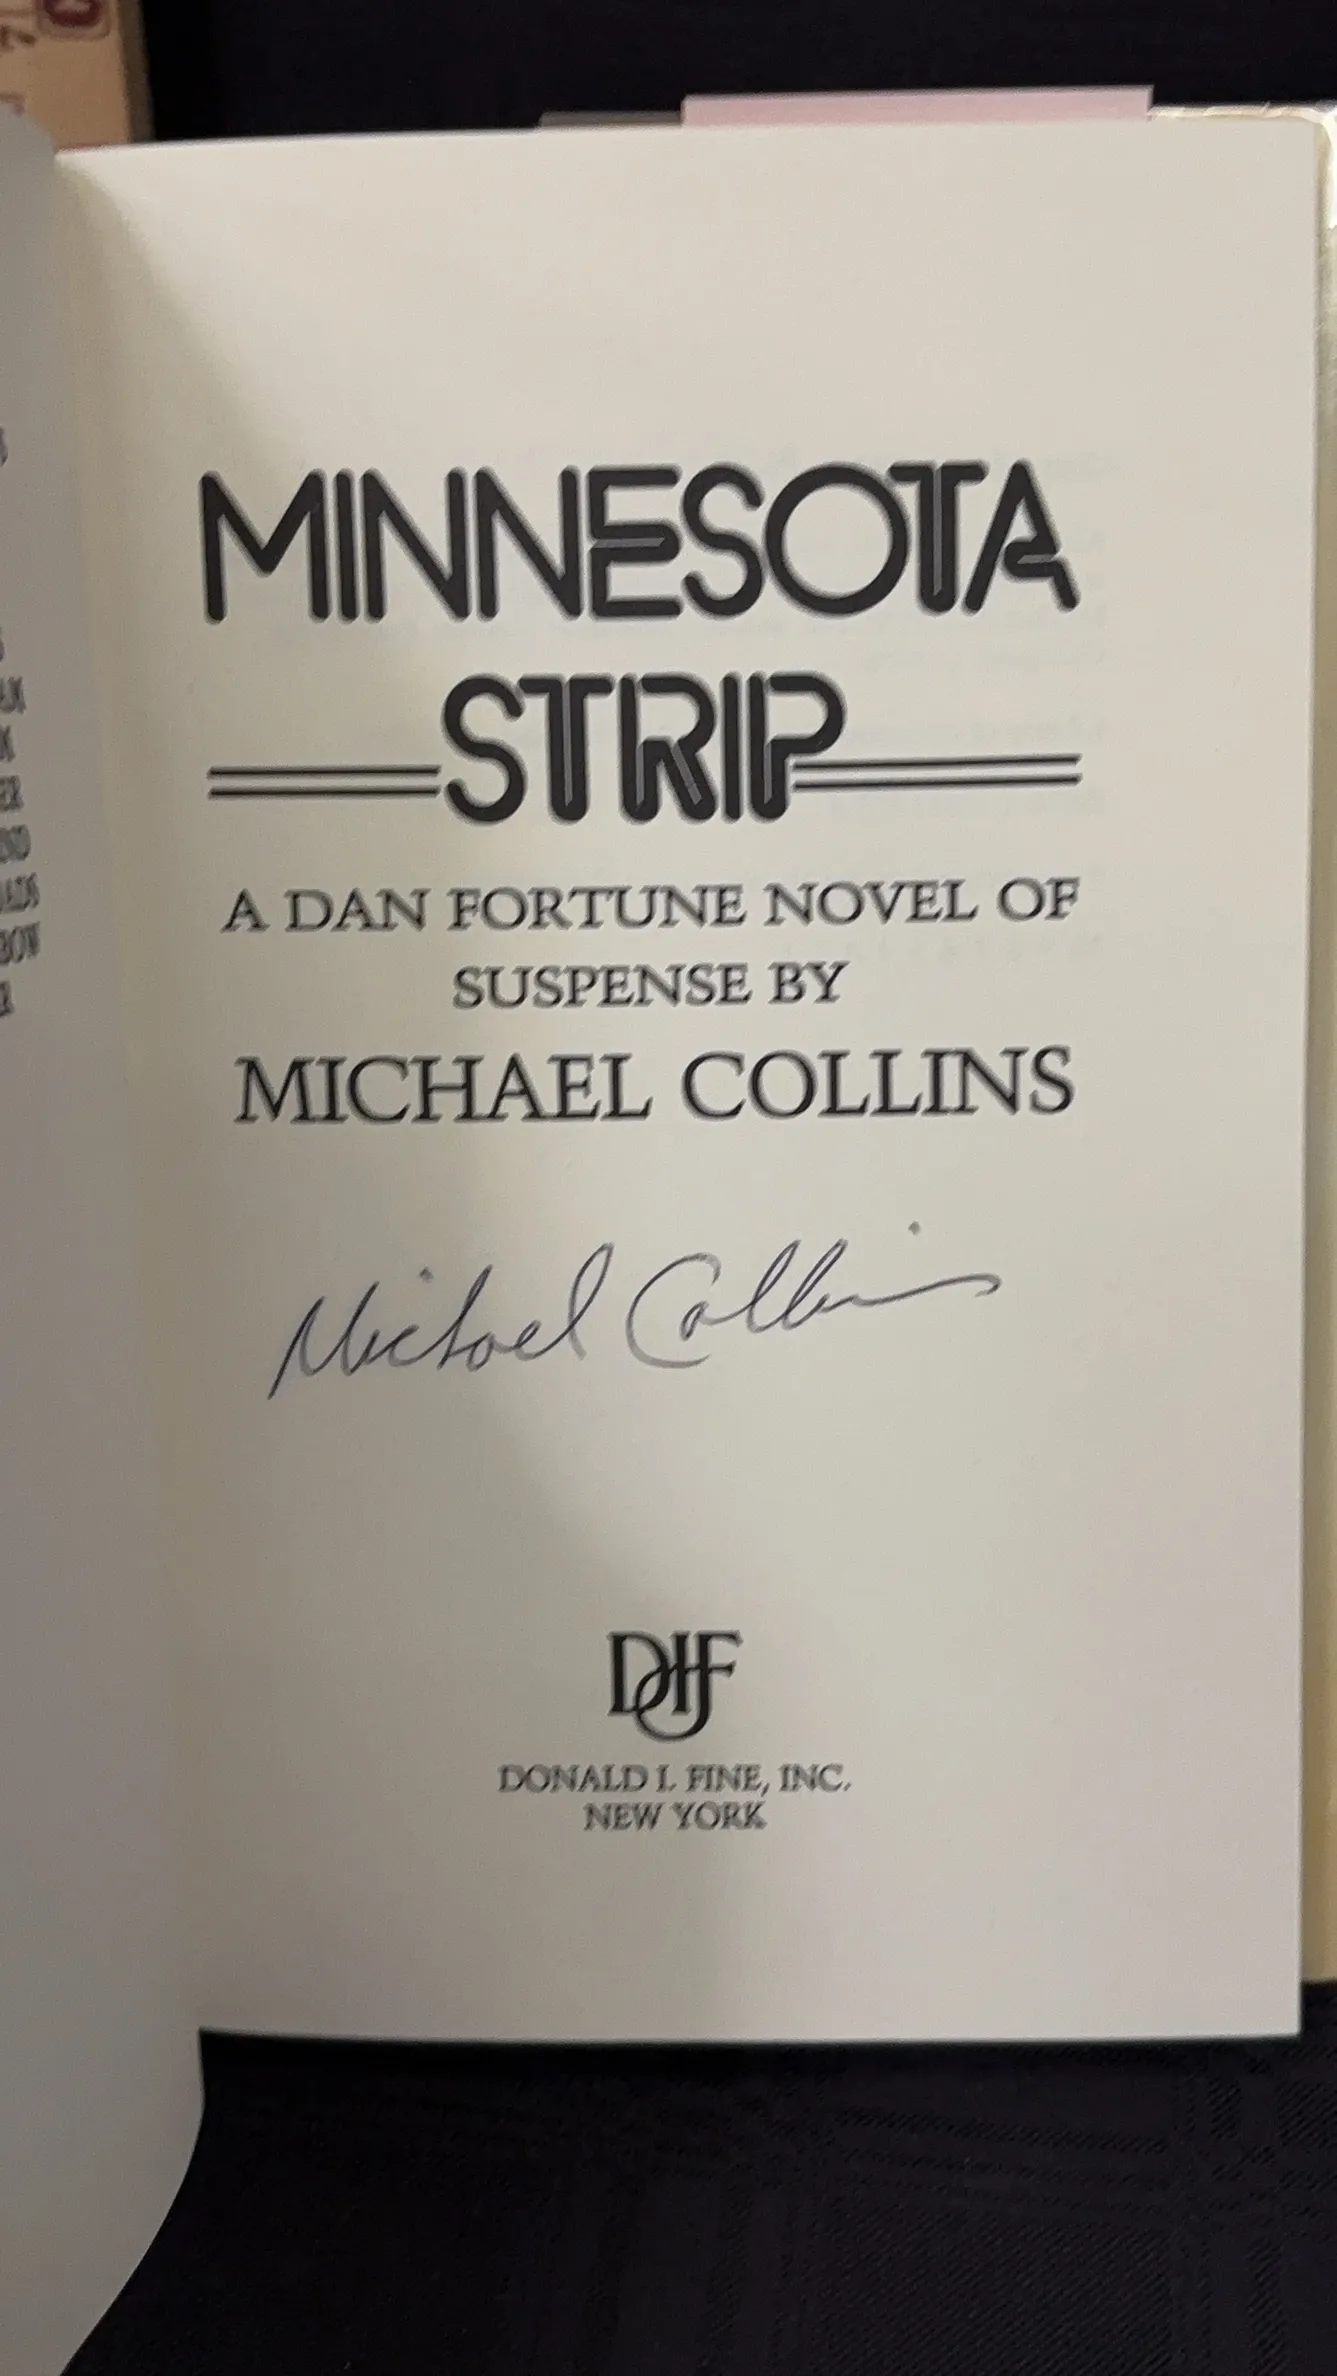 MINNESOTA
STRIP
A DAN FORTUNE NOVEL OF
SUSPENSE BY
MICHAEL COLLINS
Michael Collins
DIF
DONALD I. FINE, INC.
NEW YORK